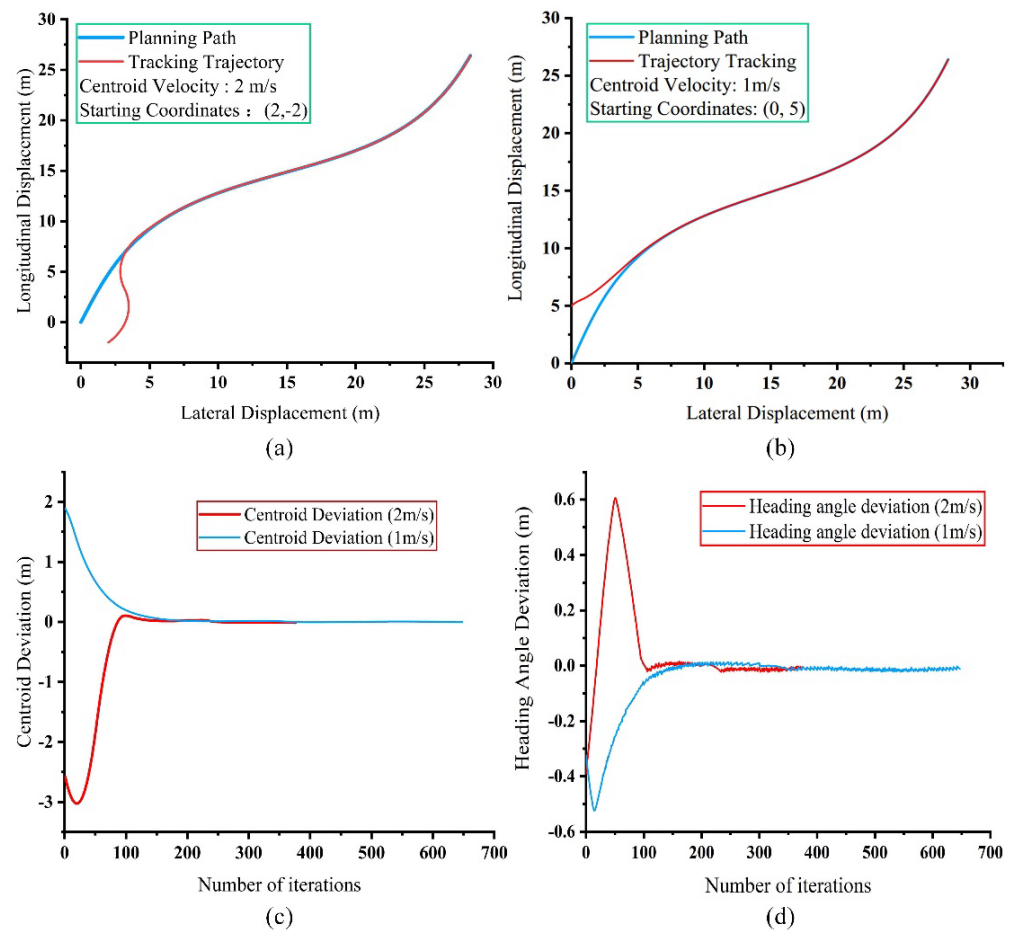 Planning Path
Tracking Trajectory
Centroid Velocity : 2 m/s
Starting Coordinates ： (2,-2)
Longitudinal Displacement (m)
30
25
20
15
10
5
0
0
5
10
15
20
25
30
Lateral Displacement (m)
(a)
Planning Path
Trajectory Tracking
Centroid Velocity: 1m/s
Starting Coordinates: (0, 5)
Longitudinal Displacement (m)
30
25
20
15
10
5
0
0
5
10
15
20
25
30
Lateral Displacement (m)
(b)
Centroid Deviation (2m/s)
Centroid Deviation (1m/s)
Centroid Deviation (m)
2
1
0
-1
-2
-3
0
100
200
300
400
500
600
700
Number of iterations
(c)
Heading angle deviation (2m/s)
Heading angle deviation (1m/s)
Heading Angle Deviation (m)
0.6
0.4
0.2
0.0
-0.2
-0.4
-0.6
0
100
200
300
400
500
600
700
Number of iterations
(d)